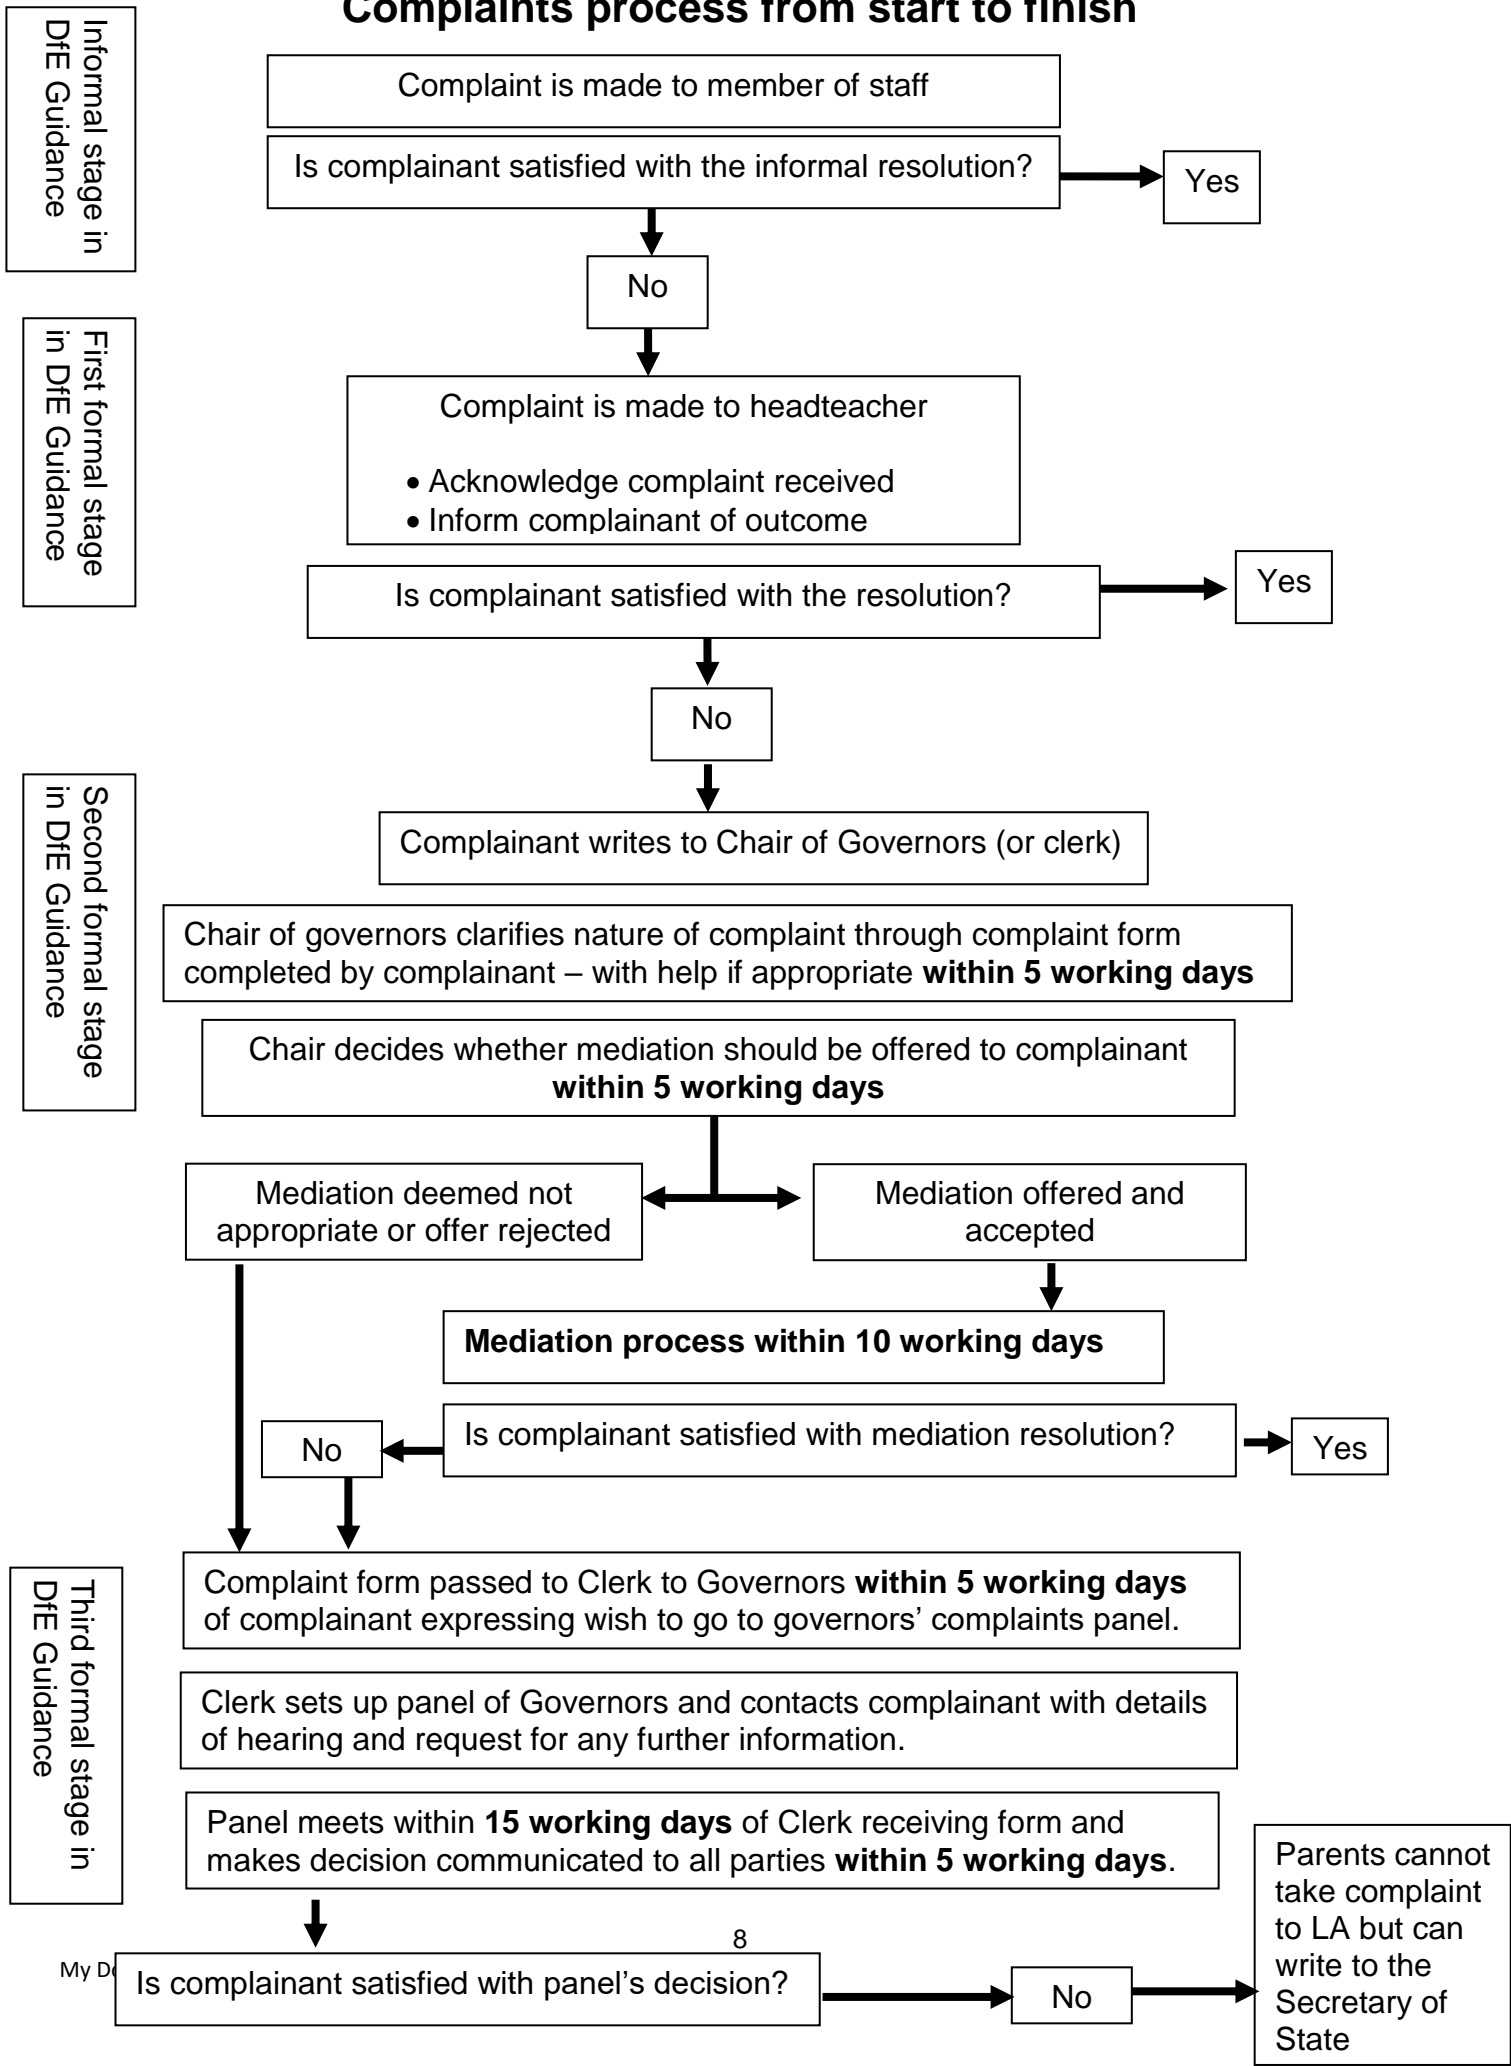 Complaints process from start to finish
Informal stage in
DfE Guidance
Complaint is made to member of staff
Is complainant satisfied with the informal resolution?
Yes
No
First formal stage
in DfE Guidance
Complaint is made to headteacher
• Acknowledge complaint received
• Inform complainant of outcome
Is complainant satisfied with the resolution?
Yes
No
Second formal stage
in DfE Guidance
Complainant writes to Chair of Governors (or clerk)
Chair of governors clarifies nature of complaint through complaint form
completed by complainant – with help if appropriate within 5 working days
Chair decides whether mediation should be offered to complainant
within 5 working days
Mediation deemed not
appropriate or offer rejected
Mediation offered and
accepted
Mediation process within 10 working days
Is complainant satisfied with mediation resolution?
No
Yes
Third formal stage in
DfE Guidance
Complaint form passed to Clerk to Governors within 5 working days
of complainant expressing wish to go to governors’ complaints panel.
Clerk sets up panel of Governors and contacts complainant with details
of hearing and request for any further information.
Panel meets within 15 working days of Clerk receiving form and
makes decision communicated to all parties within 5 working days.
8
My
Is complainant satisfied with panel’s decision?
No
Parents cannot
take complaint
to LA but can
write to the
Secretary of
State